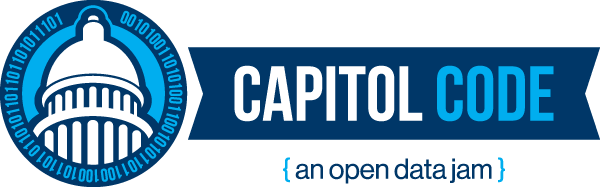 CAPITOL CODE
{ an open data jam }